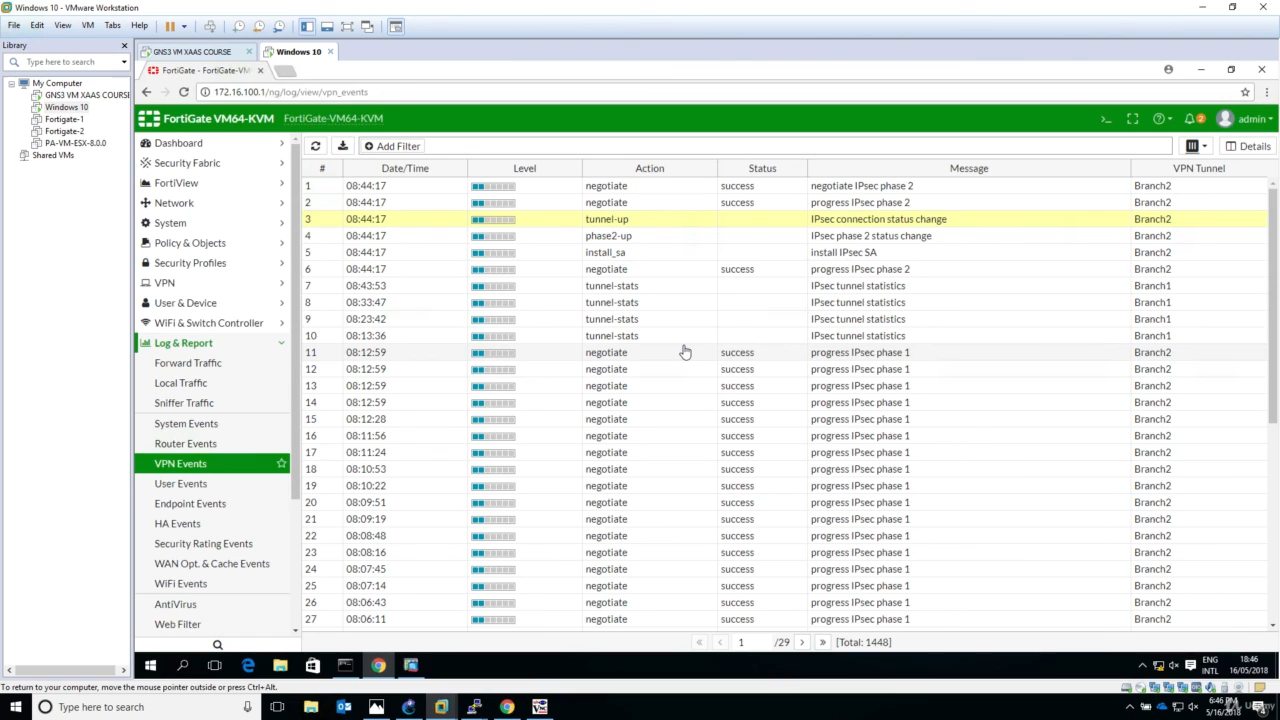 Windows 10 - VMware Workstation
File Edit View VM Tabs Help
Library
Type here to search
My Computer
GNS3 VM XAAS COURSE
Windows 10
Fortigate-1
Fortigate-2
PA-VM-ESX-8.0.0
Shared VMs
GNS3 VM XAAS COURSE Windows 10
FortiGate - FortiGate-VM
172.16.100.1/ng/log/view/vpn_events
FortiGate VM64-KVM FortiGate-VM64-KVM
2 admin
Dashboard
Security Fabric
FortiView
Network
System
Policy & Objects
Security Profiles
VPN
User & Device
WiFi & Switch Controller
Log & Report
Forward Traffic
Local Traffic
Sniffer Traffic
System Events
Router Events
VPN Events
User Events
Endpoint Events
HA Events
Security Rating Events
WAN Opt. & Cache Events
WiFi Events
AntiVirus
Web Filter
Add Filter Details
# Date/Time Level Action Status Message VPN Tunnel
1 08:44:17 negotiate success negotiate IPsec phase 2 Branch2
2 08:44:17 negotiate success progress IPsec phase 2 Branch2
3 08:44:17 tunnel-up IPsec connection status change Branch2
4 08:44:17 phase2-up IPsec phase 2 status change Branch2
5 08:44:17 install_sa install IPsec SA Branch2
6 08:44:17 negotiate success progress IPsec phase 2 Branch2
7 08:43:53 tunnel-stats IPsec tunnel statistics Branch1
8 08:33:47 tunnel-stats IPsec tunnel statistics Branch1
9 08:23:42 tunnel-stats IPsec tunnel statistics Branch1
10 08:13:36 tunnel-stats IPsec tunnel statistics Branch1
11 08:12:59 negotiate success progress IPsec phase 1 Branch2
12 08:12:59 negotiate success progress IPsec phase 1 Branch2
13 08:12:59 negotiate success progress IPsec phase 1 Branch2
14 08:12:59 negotiate success progress IPsec phase 1 Branch2
15 08:12:28 negotiate success progress IPsec phase 1 Branch2
16 08:11:56 negotiate success progress IPsec phase 1 Branch2
17 08:11:24 negotiate success progress IPsec phase 1 Branch2
18 08:10:53 negotiate success progress IPsec phase 1 Branch2
19 08:10:22 negotiate success progress IPsec phase 1 Branch2
20 08:09:51 negotiate success progress IPsec phase 1 Branch2
21 08:09:19 negotiate success progress IPsec phase 1 Branch2
22 08:08:48 negotiate success progress IPsec phase 1 Branch2
23 08:08:16 negotiate success progress IPsec phase 1 Branch2
24 08:07:45 negotiate success progress IPsec phase 1 Branch2
25 08:07:14 negotiate success progress IPsec phase 1 Branch2
26 08:06:43 negotiate success progress IPsec phase 1 Branch2
27 08:06:11 negotiate success progress IPsec phase 1 Branch2
1 /29 [Total: 1448]
ENG 18:46
INTL 16/05/2018
To return to your computer, move the mouse pointer outside or press Ctrl+Alt.
Type here to search
6:46 PM
5/16/2018
Udemy